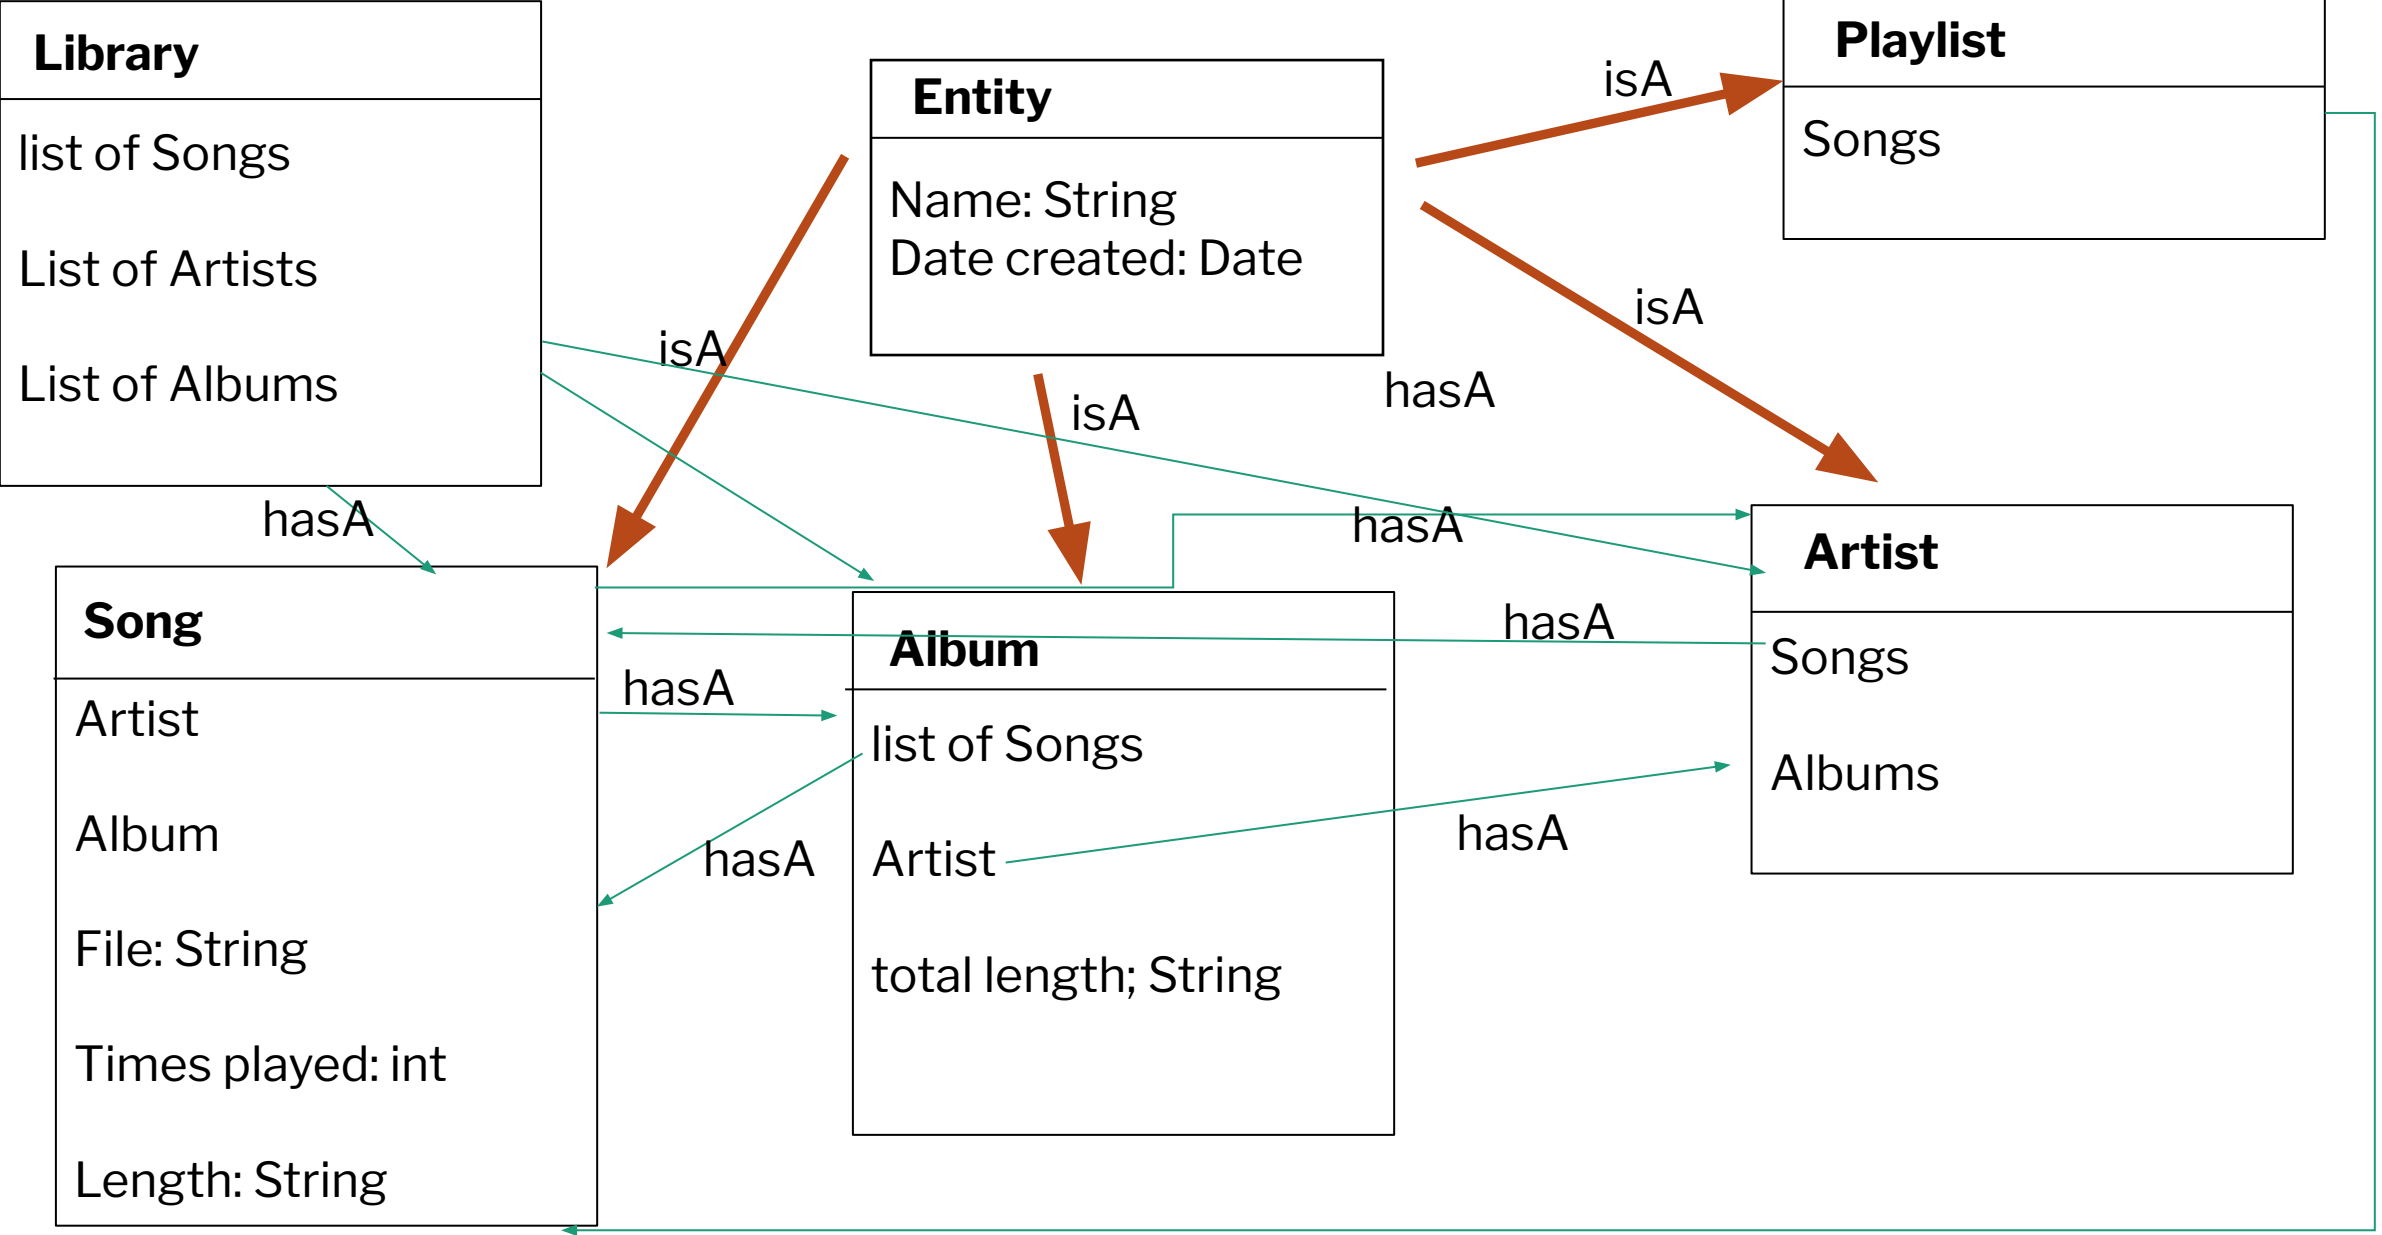 Library
list of Songs
List of Artists
List of Albums
Entity
Name: String
Date created: Date
Playlist
Songs
isA
isA
isA
isA
hasA
hasA
hasA
hasA
hasA
hasA
hasA
Song
Artist
Album
File: String
Times played: int
Length: String
Album
list of Songs
Artist
total length; String
Artist
Songs
Albums